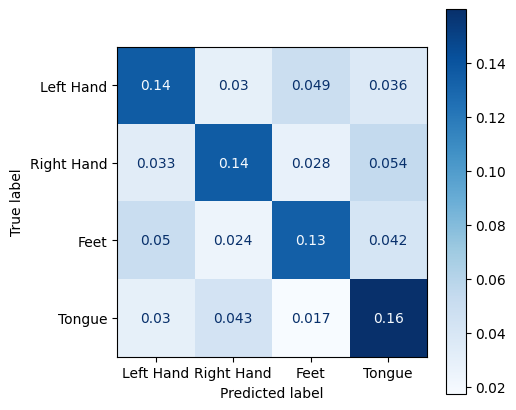 Left Hand 0.14 0.03 0.049 0.036
Right Hand 0.033 0.14 0.028 0.054
Feet 0.05 0.024 0.13 0.042
Tongue 0.03 0.043 0.017 0.16
True label
Left Hand Right Hand Feet Tongue
Predicted label
0.14
0.12
0.10
0.08
0.06
0.04
0.02